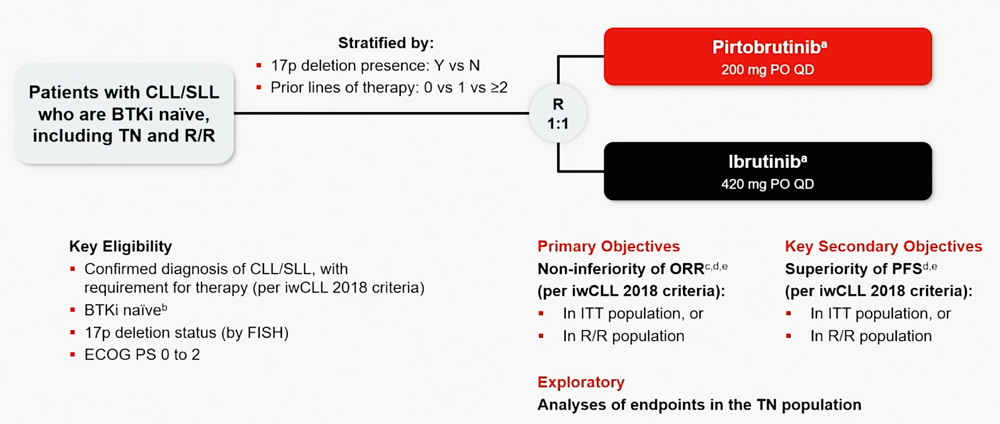 Stratified by:
▪ 17p deletion presence: Y vs N
▪ Prior lines of therapy: 0 vs 1 vs ≥2
Patients with CLL/SLL
who are BTKi naïve,
including TN and R/R
R
1:1
Pirtobrutinibᵃ
200 mg PO QD
Ibrutinibᵃ
420 mg PO QD
Key Eligibility
▪ Confirmed diagnosis of CLL/SLL, with
requirement for therapy (per iwCLL 2018 criteria)
▪ BTKi naïveᵇ
▪ 17p deletion status (by FISH)
▪ ECOG PS 0 to 2
Primary Objectives
Non-inferiority of ORRᶜ,ᵈ,ᵉ
(per iwCLL 2018 criteria):
▪ In ITT population, or
▪ In R/R population
Key Secondary Objectives
Superiority of PFSᵈ,ᵉ
(per iwCLL 2018 criteria):
▪ In ITT population, or
▪ In R/R population
Exploratory
Analyses of endpoints in the TN population